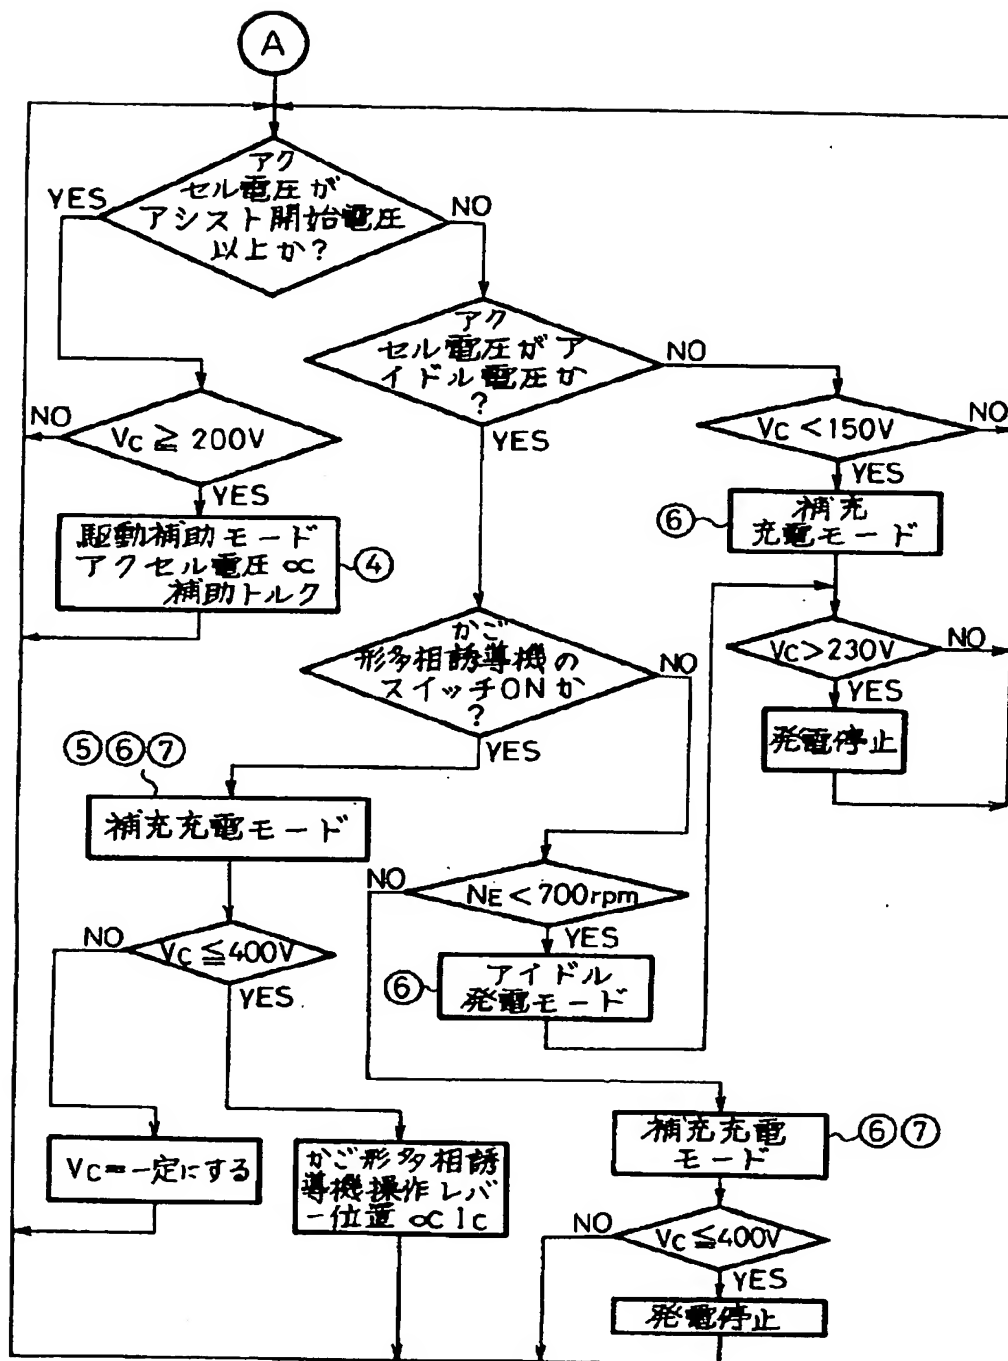 A
アク
セル電圧が
アシスト開始電圧
以上か？
YES
NO
アク
セル電圧がア
イドル電圧か
？
NO
YES
Vc ≧ 200V
NO
YES
Vc < 150V
NO
YES
駆動補助モード
アクセル電圧 ∝
補助トルク
④
⑥
補充
充電モード
かご
形多相誘導機の
スイッチONか
？
NO
YES
Vc > 230V
NO
YES
発電停止
⑤⑥⑦
補充充電モード
NE < 700rpm
NO
YES
Vc ≦ 400V
NO
YES
⑥
アイドル
発電モード
Vc＝一定にする
かご形多相誘
導機操作レバ
ー位置 ∝ Ic
補充充電
モード
⑥⑦
Vc ≦ 400V
NO
YES
発電停止